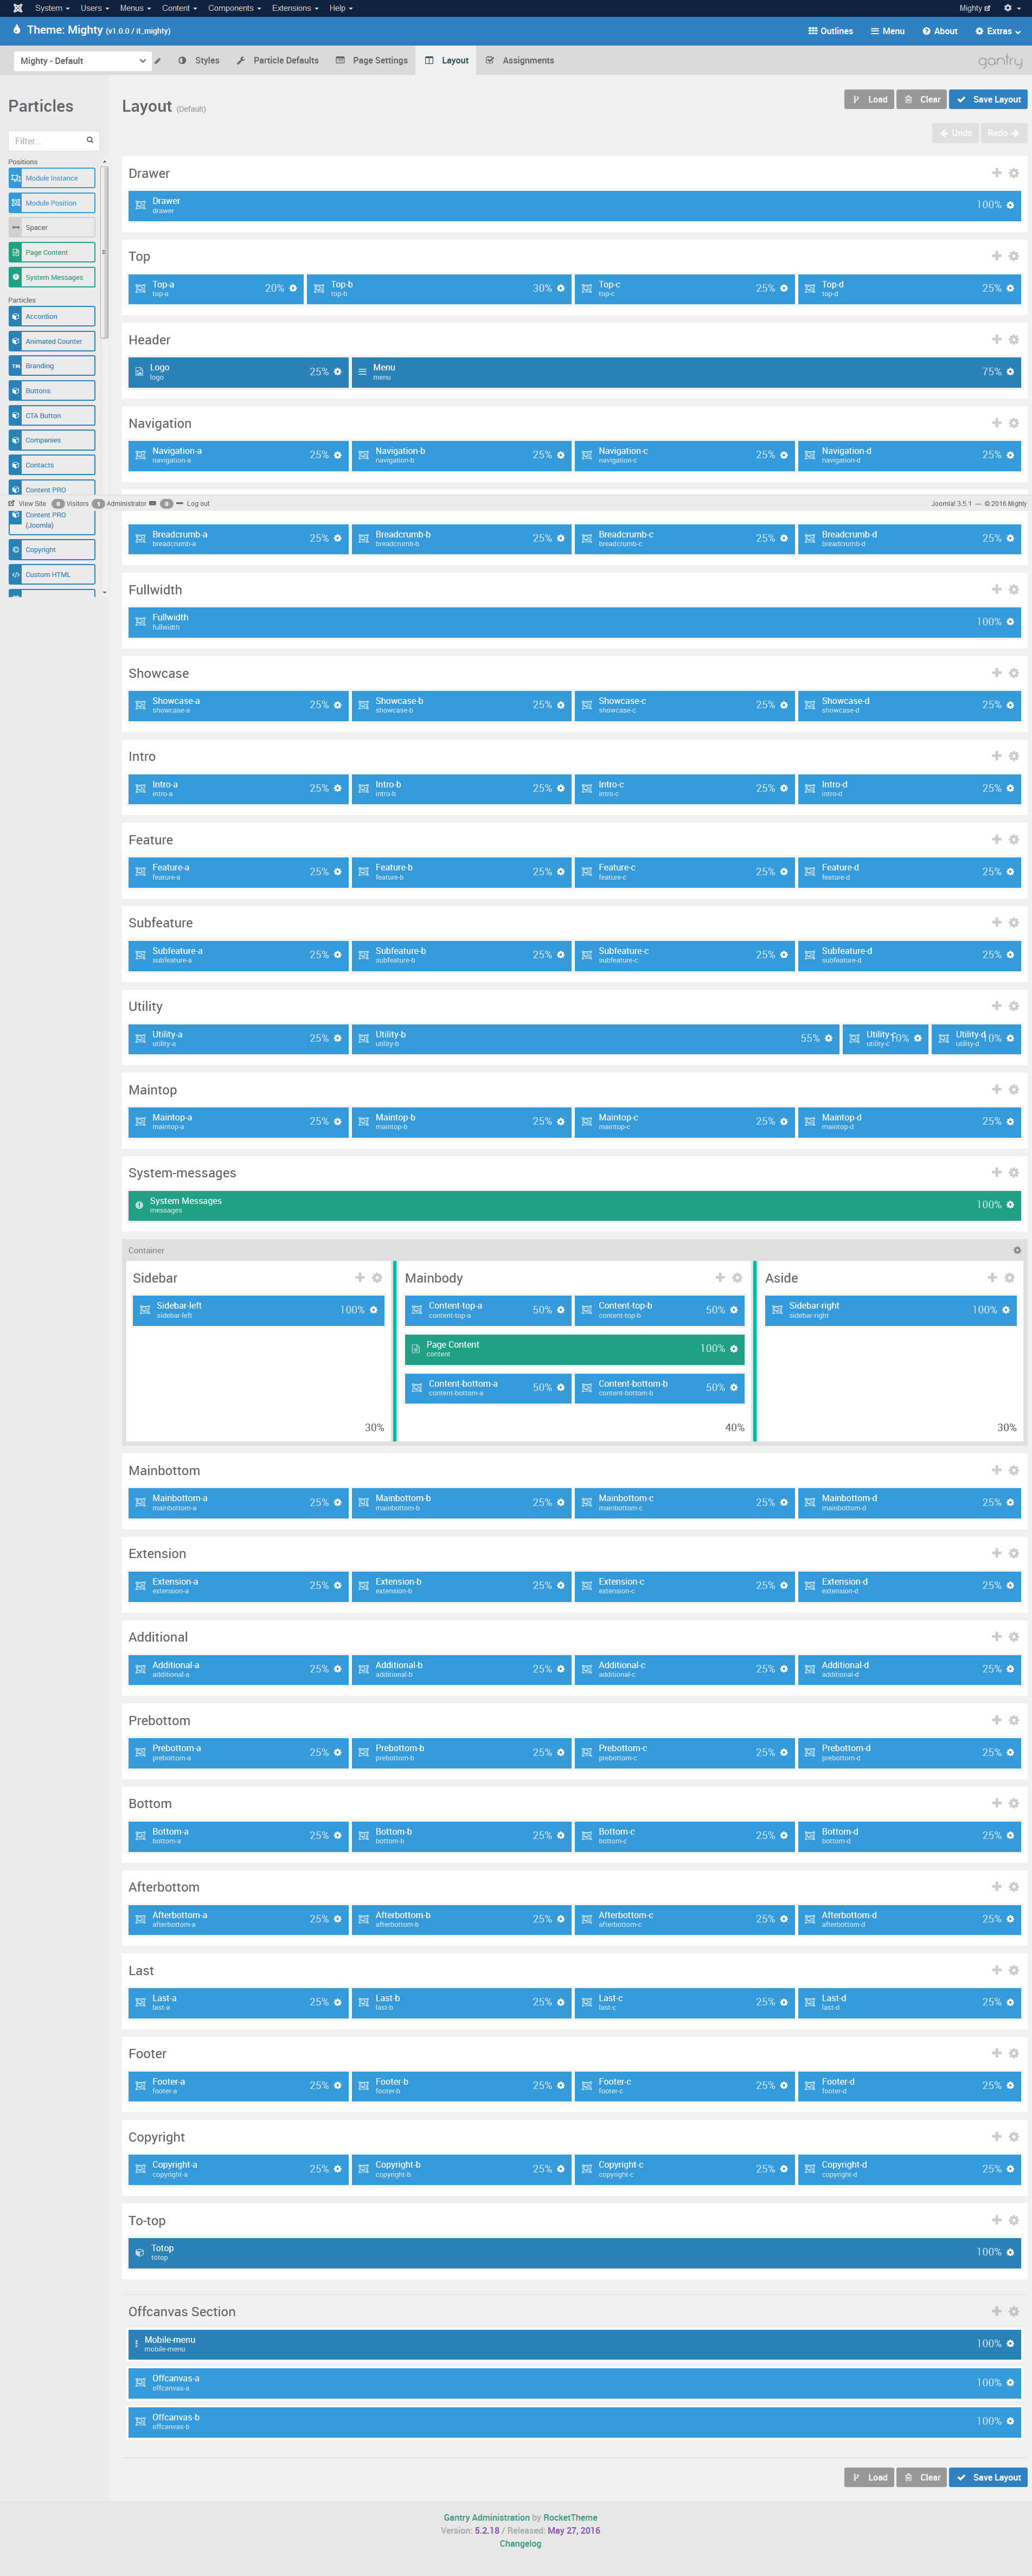 System Users Menus Content Components Extensions Help Mighty
Theme: Mighty (v1.0.0 / it_mighty) Outlines Menu About Extras
Mighty - Default Styles Particle Defaults Page Settings Layout Assignments gantry
Particles
Filter...
Positions
Module Instance
Module Position
Spacer
Page Content
System Messages
Particles
Accordion
Animated Counter
Branding
Buttons
CTA Button
Companies
Contacts
Content PRO
Content PRO
(Joomla)
Copyright
Custom HTML
Layout (Default) Load Clear Save Layout
Undo Redo
Drawer
Drawer 100%
drawer
Top
Top-a 20% Top-b 30% Top-c 25% Top-d 25%
top-a top-b top-c top-d
Header
Logo 25% Menu 75%
logo menu
Navigation
Navigation-a 25% Navigation-b 25% Navigation-c 25% Navigation-d 25%
navigation-a navigation-b navigation-c navigation-d
View Site 0 Visitors 1 Administrator 0 Log out Joomla! 3.5.1 — © 2016 Mighty
Breadcrumb-a 25% Breadcrumb-b 25% Breadcrumb-c 25% Breadcrumb-d 25%
breadcrumb-a breadcrumb-b breadcrumb-c breadcrumb-d
Fullwidth
Fullwidth 100%
fullwidth
Showcase
Showcase-a 25% Showcase-b 25% Showcase-c 25% Showcase-d 25%
showcase-a showcase-b showcase-c showcase-d
Intro
Intro-a 25% Intro-b 25% Intro-c 25% Intro-d 25%
intro-a intro-b intro-c intro-d
Feature
Feature-a 25% Feature-b 25% Feature-c 25% Feature-d 25%
feature-a feature-b feature-c feature-d
Subfeature
Subfeature-a 25% Subfeature-b 25% Subfeature-c 25% Subfeature-d 25%
subfeature-a subfeature-b subfeature-c subfeature-d
Utility
Utility-a 25% Utility-b 55% Utility-c 10% Utility-d 10%
utility-a utility-b utility-c utility-d
Maintop
Maintop-a 25% Maintop-b 25% Maintop-c 25% Maintop-d 25%
maintop-a maintop-b maintop-c maintop-d
System-messages
System Messages 100%
messages
Container
Sidebar
Sidebar-left 100%
sidebar-left
30%
Mainbody
Content-top-a 50% Content-top-b 50%
content-top-a content-top-b
Page Content 100%
content
Content-bottom-a 50% Content-bottom-b 50%
content-bottom-a content-bottom-b
40%
Aside
Sidebar-right 100%
sidebar-right
30%
Mainbottom
Mainbottom-a 25% Mainbottom-b 25% Mainbottom-c 25% Mainbottom-d 25%
mainbottom-a mainbottom-b mainbottom-c mainbottom-d
Extension
Extension-a 25% Extension-b 25% Extension-c 25% Extension-d 25%
extension-a extension-b extension-c extension-d
Additional
Additional-a 25% Additional-b 25% Additional-c 25% Additional-d 25%
additional-a additional-b additional-c additional-d
Prebottom
Prebottom-a 25% Prebottom-b 25% Prebottom-c 25% Prebottom-d 25%
prebottom-a prebottom-b prebottom-c prebottom-d
Bottom
Bottom-a 25% Bottom-b 25% Bottom-c 25% Bottom-d 25%
bottom-a bottom-b bottom-c bottom-d
Afterbottom
Afterbottom-a 25% Afterbottom-b 25% Afterbottom-c 25% Afterbottom-d 25%
afterbottom-a afterbottom-b afterbottom-c afterbottom-d
Last
Last-a 25% Last-b 25% Last-c 25% Last-d 25%
last-a last-b last-c last-d
Footer
Footer-a 25% Footer-b 25% Footer-c 25% Footer-d 25%
footer-a footer-b footer-c footer-d
Copyright
Copyright-a 25% Copyright-b 25% Copyright-c 25% Copyright-d 25%
copyright-a copyright-b copyright-c copyright-d
To-top
Totop 100%
totop
Offcanvas Section
Mobile-menu 100%
mobile-menu
Offcanvas-a 100%
offcanvas-a
Offcanvas-b 100%
offcanvas-b
Load Clear Save Layout
Gantry Administration by RocketTheme
Version: 5.2.18 / Released: May 27, 2016
Changelog